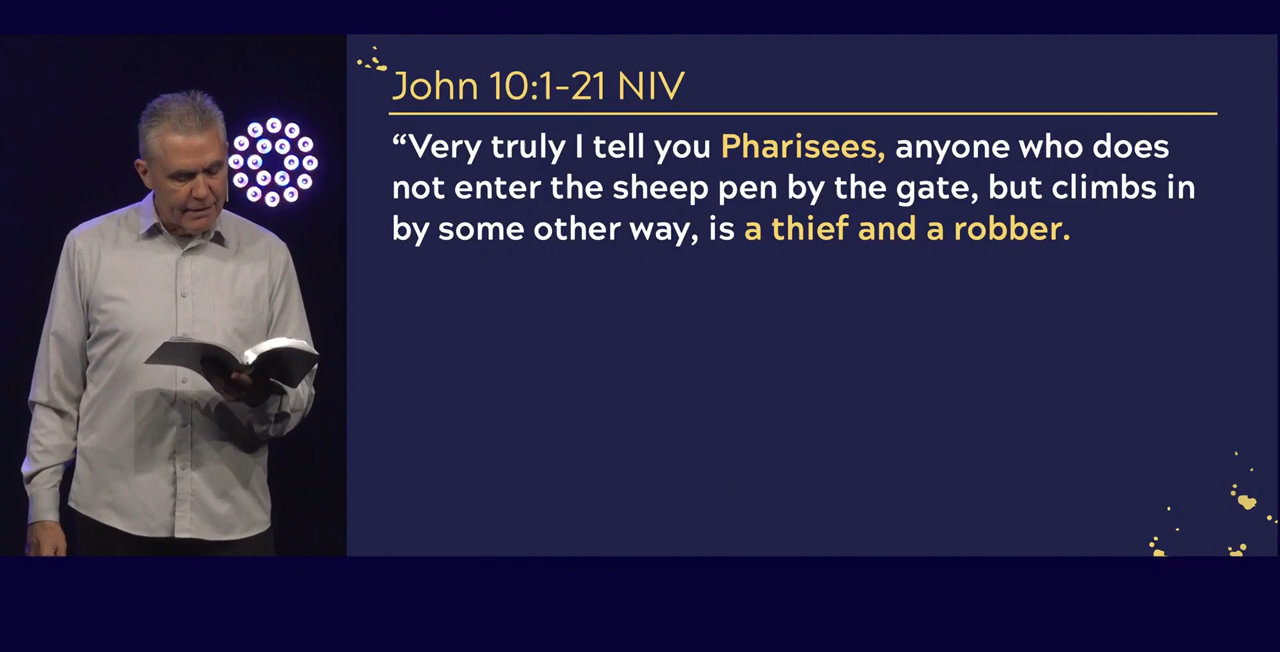 John 10:1-21 NIV
“Very truly I tell you Pharisees, anyone who does
not enter the sheep pen by the gate, but climbs in
by some other way, is a thief and a robber.